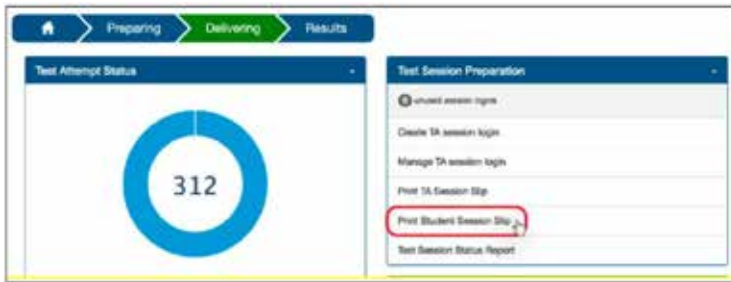 Preparing Delivering Results
Test Attempt Status
312
Test Session Preparation
unused session logins
Create TA session login
Manage TA session login
Print TA Session Slip
Print Student Session Slip
Test Session Status Report